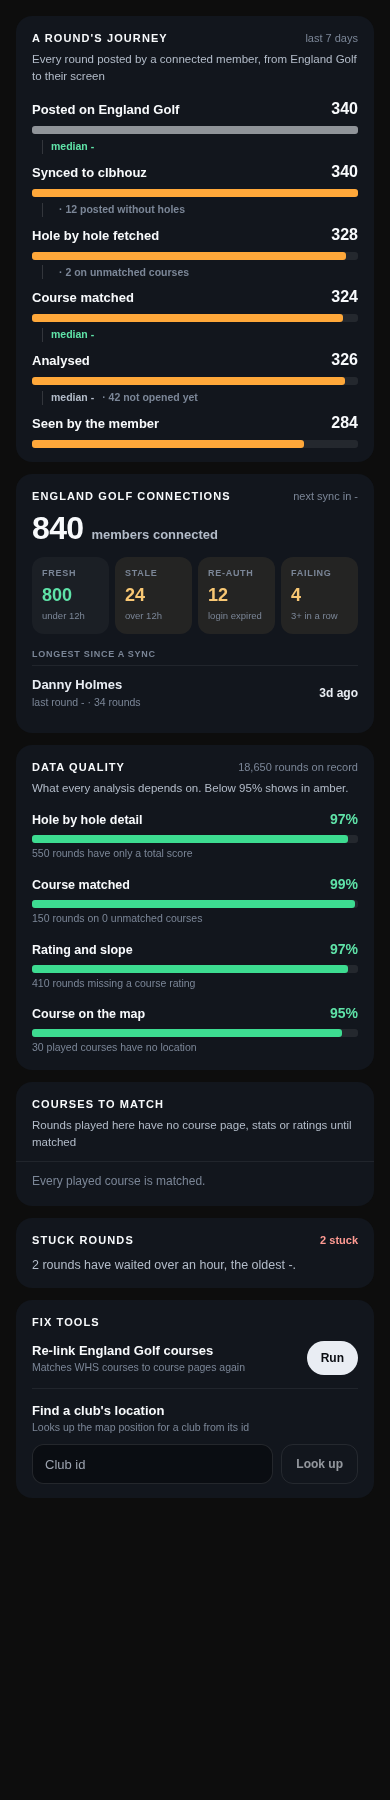 A ROUND'S JOURNEY
last 7 days
Every round posted by a connected member, from England Golf
to their screen
Posted on England Golf 340
median -
Synced to clbhouz 340
· 12 posted without holes
Hole by hole fetched 328
· 2 on unmatched courses
Course matched 324
median -
Analysed 326
median - · 42 not opened yet
Seen by the member 284
ENGLAND GOLF CONNECTIONS
next sync in -
840 members connected
FRESH
800
under 12h
STALE
24
over 12h
RE-AUTH
12
login expired
FAILING
4
3+ in a row
LONGEST SINCE A SYNC
Danny Holmes
last round - · 34 rounds
3d ago
DATA QUALITY
18,650 rounds on record
What every analysis depends on. Below 95% shows in amber.
Hole by hole detail 97%
550 rounds have only a total score
Course matched 99%
150 rounds on 0 unmatched courses
Rating and slope 97%
410 rounds missing a course rating
Course on the map 95%
30 played courses have no location
COURSES TO MATCH
Rounds played here have no course page, stats or ratings until
matched
Every played course is matched.
STUCK ROUNDS
2 stuck
2 rounds have waited over an hour, the oldest -.
FIX TOOLS
Re-link England Golf courses
Matches WHS courses to course pages again
Run
Find a club's location
Looks up the map position for a club from its id
Club id
Look up